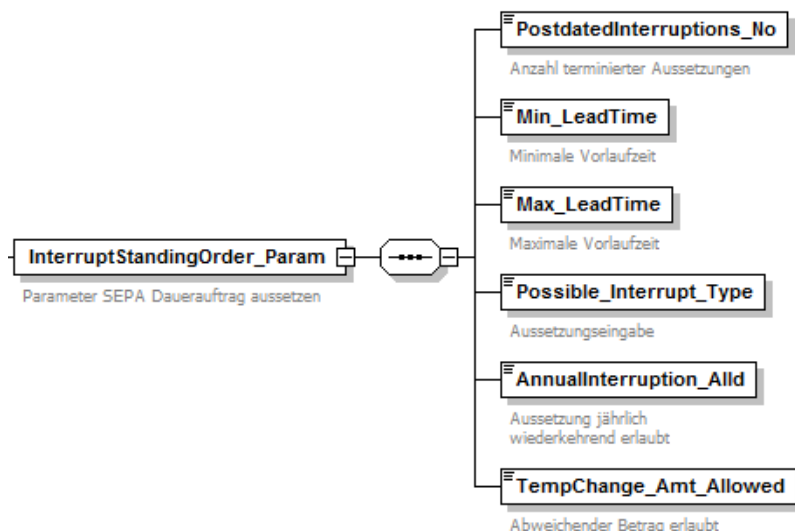 PostdatedInterruptions_No
Anzahl terminierter Aussetzungen
Min_LeadTime
Minimale Vorlaufzeit
Max_LeadTime
Maximale Vorlaufzeit
InterruptStandingOrder_Param
Parameter SEPA Dauerauftrag aussetzen
Possible_Interrupt_Type
Aussetzungseingabe
AnnualInterruption_Alld
Aussetzung jährlich
wiederkehrend erlaubt
TempChange_Amt_Allowed
Abweichender Betrag erlaubt